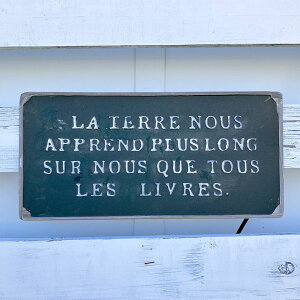 LA TERRE NOUS
APPREND PLUS LONG
SUR NOUS QUE TOUS
LES LIVRES.